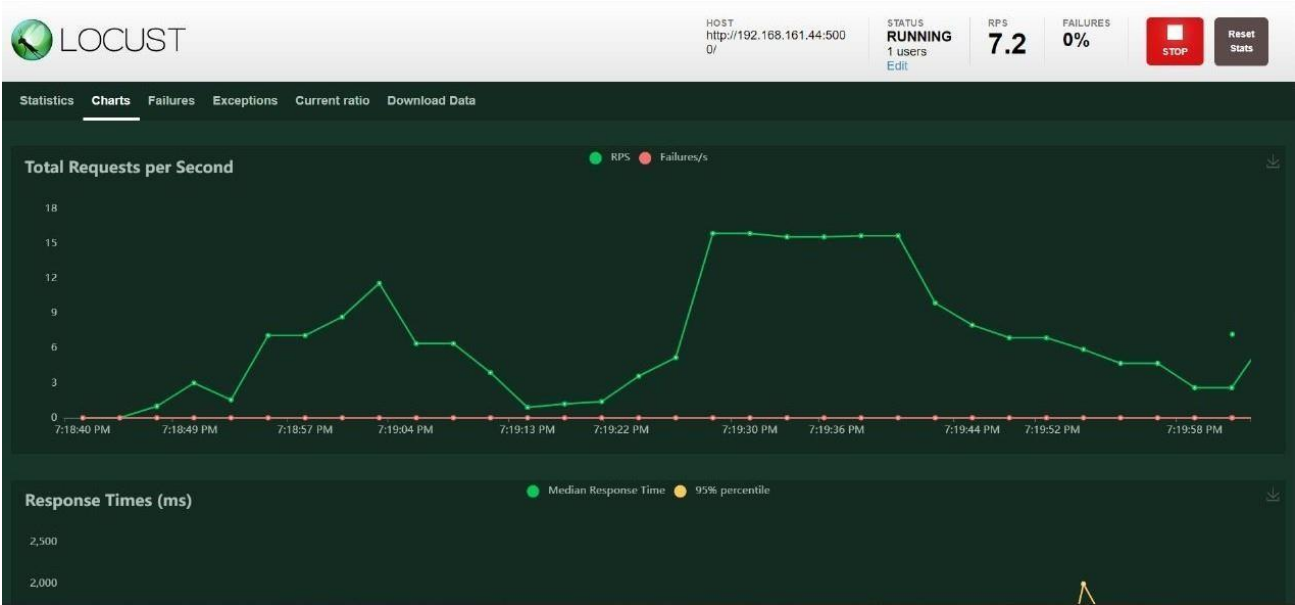 LOCUST
HOST
http://192.168.161.44:500
0/
STATUS
RUNNING
1 users
Edit
RPS
7.2
FAILURES
0%
STOP
Reset
Stats
Statistics Charts Failures Exceptions Current ratio Download Data
Total Requests per Second
RPS Failures/s
18
15
12
9
6
3
0
7:18:40 PM 7:18:49 PM 7:18:57 PM 7:19:04 PM 7:19:13 PM 7:19:22 PM 7:19:30 PM 7:19:36 PM 7:19:44 PM 7:19:52 PM 7:19:58 PM
Response Times (ms)
Median Response Time 95% percentile
2,500
2,000